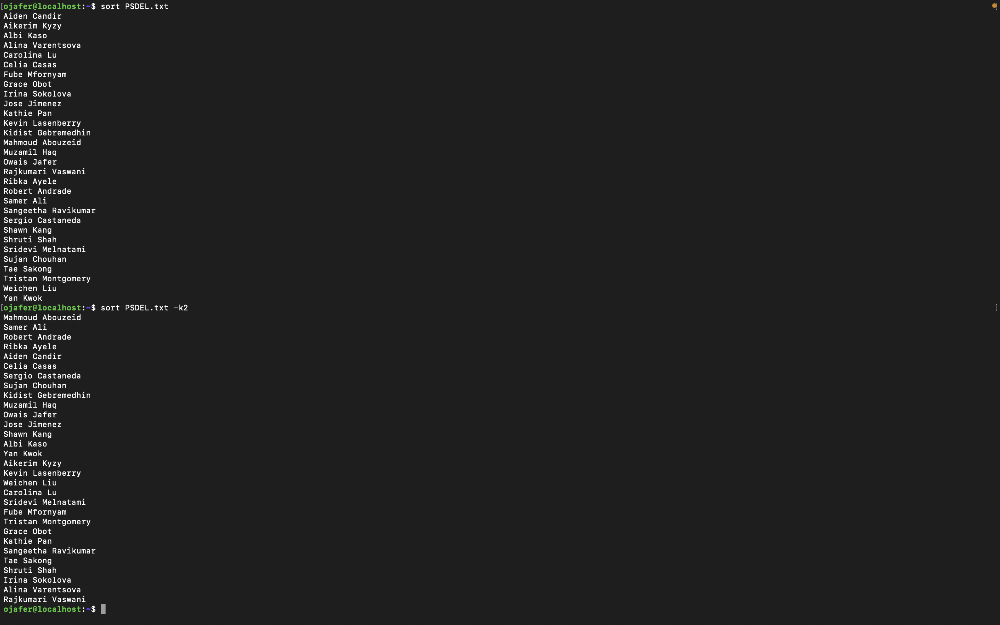 [ojafer@localhost:~$ sort PSDEL.txt ]
Aiden Candir
Aikerim Kyzy
Albi Kaso
Alina Varentsova
Carolina Lu
Celia Casas
Fube Mfornyam
Grace Obot
Irina Sokolova
Jose Jimenez
Kathie Pan
Kevin Lasenberry
Kidist Gebremedhin
Mahmoud Abouzeid
Muzamil Haq
Owais Jafer
Rajkumari Vaswani
Ribka Ayele
Robert Andrade
Samer Ali
Sangeetha Ravikumar
Sergio Castaneda
Shawn Kang
Shruti Shah
Sridevi Melnatami
Sujan Chouhan
Tae Sakong
Tristan Montgomery
Weichen Liu
Yan Kwok
[ojafer@localhost:~$ sort PSDEL.txt -k2 ]
Mahmoud Abouzeid
Samer Ali
Robert Andrade
Ribka Ayele
Aiden Candir
Celia Casas
Sergio Castaneda
Sujan Chouhan
Kidist Gebremedhin
Muzamil Haq
Owais Jafer
Jose Jimenez
Shawn Kang
Albi Kaso
Yan Kwok
Aikerim Kyzy
Kevin Lasenberry
Weichen Liu
Carolina Lu
Sridevi Melnatami
Fube Mfornyam
Tristan Montgomery
Grace Obot
Kathie Pan
Sangeetha Ravikumar
Tae Sakong
Shruti Shah
Irina Sokolova
Alina Varentsova
Rajkumari Vaswani
ojafer@localhost:~$